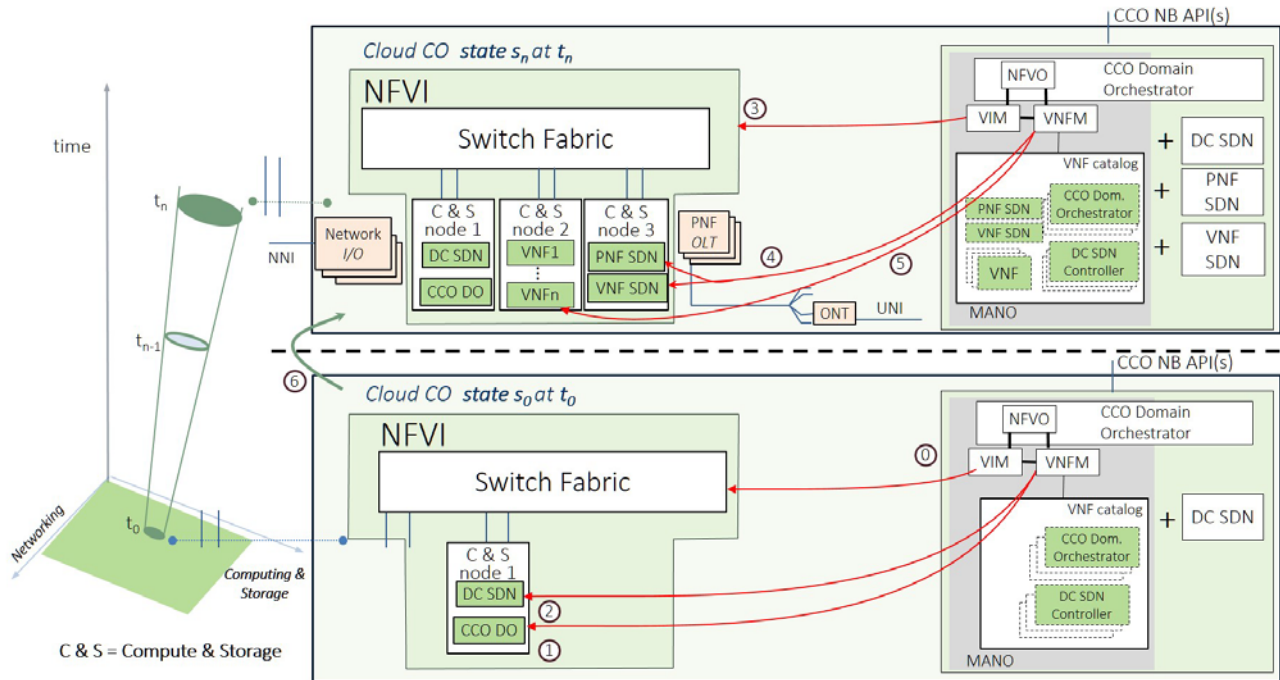 CCO NB API(s)
Cloud CO state sn at tn
NFVI
Switch Fabric
③
NFVO
CCO Domain
Orchestrator
VIM
VNFM
+
DC SDN
+
PNF
SDN
+
VNF
SDN
VNF catalog
PNF SDN
VNF SDN
VNF
CCO Dom.
Orchestrator
DC SDN
Controller
MANO
time
tn
tn-1
t0
Networking
Computing &
Storage
C & S = Compute & Storage
NNI
Network
I/O
C & S
node 1
DC SDN
CCO DO
C & S
node 2
VNF1
VNFn
C & S
node 3
PNF SDN
VNF SDN
PNF
OLT
④
⑤
ONT
UNI
⑥
CCO NB API(s)
Cloud CO state s0 at t0
NFVI
Switch Fabric
⓪
NFVO
CCO Domain
Orchestrator
VIM
VNFM
VNF catalog
+
DC SDN
CCO Dom.
Orchestrator
DC SDN
Controller
MANO
C & S
node 1
DC SDN
②
CCO DO
①